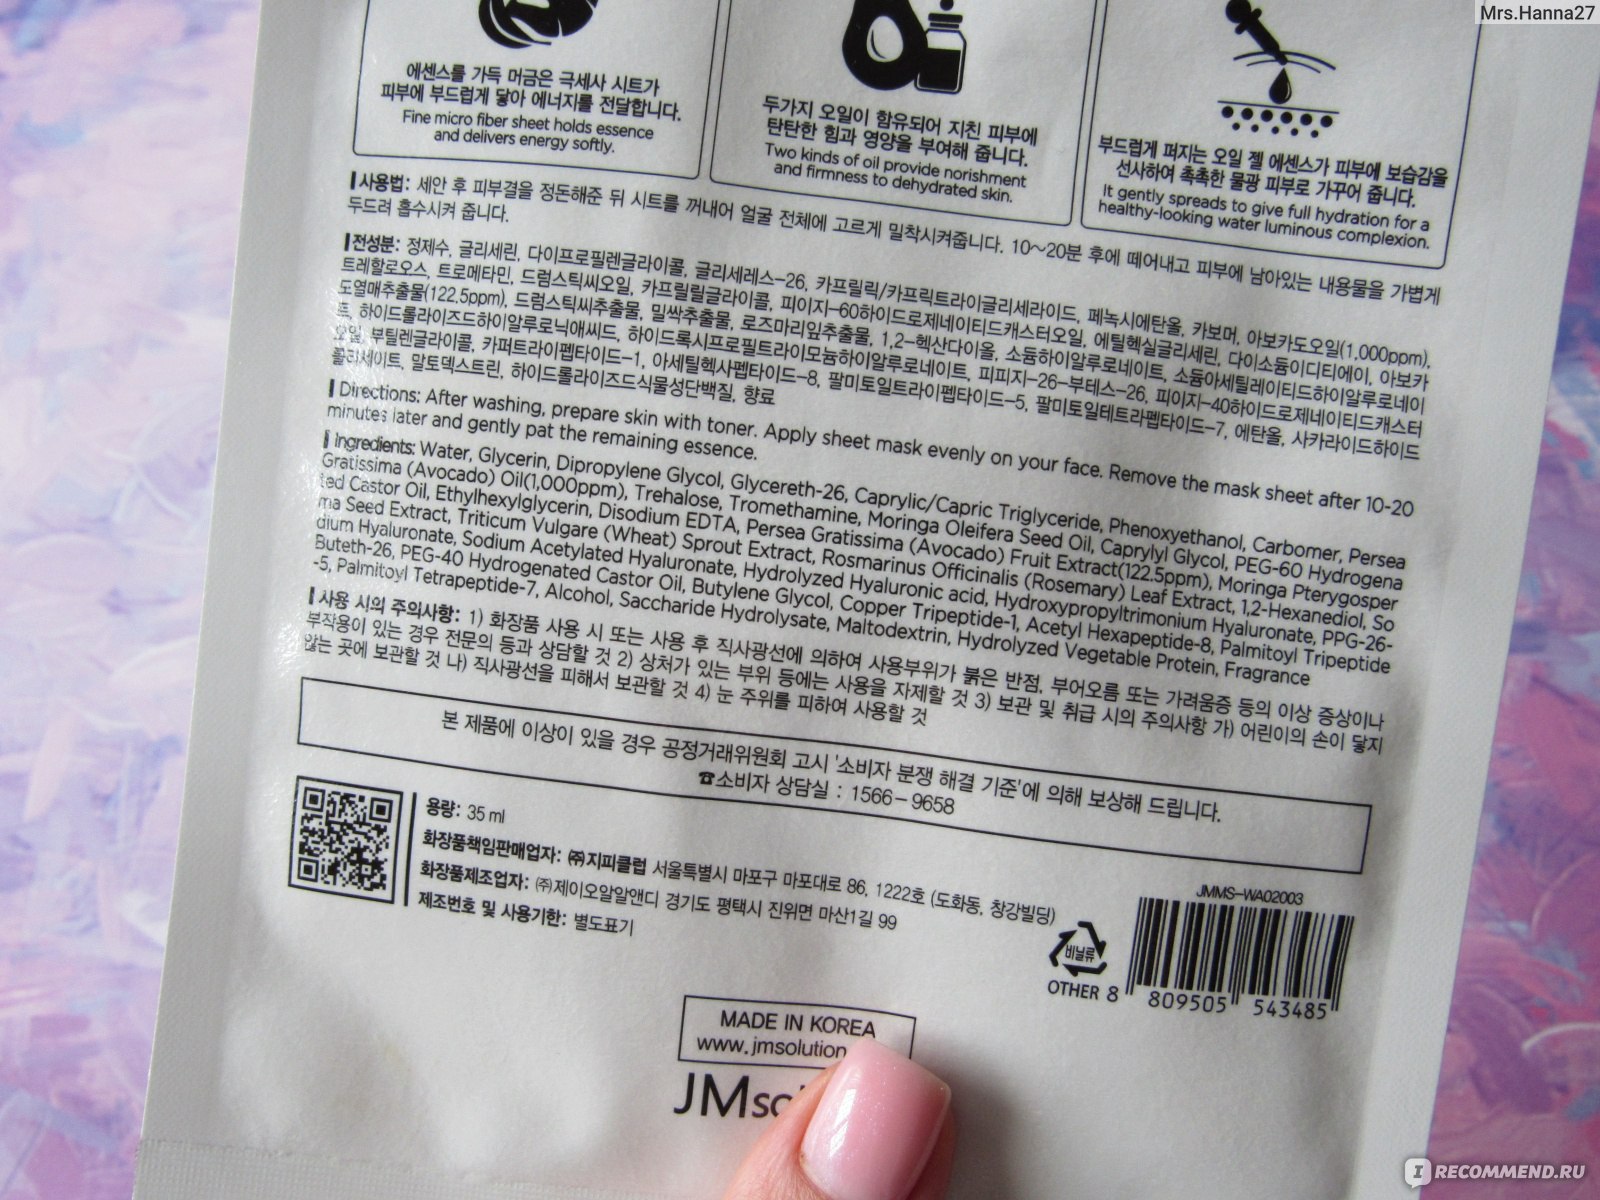 Mrs.Hanna27
에센스를 가득 머금은 극세사 시트가
피부에 부드럽게 닿아 에너지를 전달합니다.
Fine micro fiber sheet holds essence
and delivers energy softly.
두가지 오일이 함유되어 지친 피부에
탄탄한 힘과 영양을 부여해 줍니다.
Two kinds of oil provide norishment
and firmness to dehydrated skin.
부드럽게 퍼지는 오일 젤 에센스가 피부에 보습감을
선사하여 촉촉한 물광 피부로 가꾸어 줍니다.
It gently spreads to give full hydration for a
healthy-looking water luminous complexion.
사용법: 세안 후 피부결을 정돈해준 뒤 시트를 꺼내어 얼굴 전체에 고르게 밀착시켜줍니다. 10~20분 후에 떼어내고 피부에 남아있는 내용물을 가볍게
두드려 흡수시켜 줍니다.
전성분: 정제수, 글리세린, 다이프로필렌글라이콜, 글리세레스-26, 카프릴릭/카프릭트라이글리세라이드, 페녹시에탄올, 카보머, 아보카도오일(1,000ppm),
트레할로오스, 트로메타민, 드럼스틱씨오일, 카프릴릴글라이콜, 피이지-60하이드로제네이티드캐스터오일, 에틸헥실글리세린, 다이소듐이디티에이, 아보카
도열매추출물(122.5ppm), 드럼스틱씨추출물, 밀싹추출물, 로즈마리잎추출물, 1,2-헥산다이올, 소듐하이알루로네이트, 소듐아세틸레이티드하이알루로네이
트, 하이드롤라이즈드하이알루로닉애씨드, 하이드록시프로필트라이모늄하이알루로네이트, 피피지-26-부테스-26, 피이지-40하이드로제네이티드캐스터
오일, 부틸렌글라이콜, 카퍼트라이펩타이드-1, 아세틸헥사펩타이드-8, 팔미토일트라이펩타이드-5, 팔미토일테트라펩타이드-7, 에탄올, 사카라이드하이드
롤리세이트, 말토덱스트린, 하이드롤라이즈드식물성단백질, 향료
Directions: After washing, prepare skin with toner. Apply sheet mask evenly on your face. Remove the mask sheet after 10-20
minutes later and gently pat the remaining essence.
Ingredients: Water, Glycerin, Dipropylene Glycol, Glycereth-26, Caprylic/Capric Triglyceride, Phenoxyethanol, Carbomer, Persea
Gratissima (Avocado) Oil(1,000ppm), Trehalose, Tromethamine, Moringa Oleifera Seed Oil, Caprylyl Glycol, PEG-60 Hydrogena
ted Castor Oil, Ethylhexylglycerin, Disodium EDTA, Persea Gratissima (Avocado) Fruit Extract(122.5ppm), Moringa Pterygosper
ma Seed Extract, Triticum Vulgare (Wheat) Sprout Extract, Rosmarinus Officinalis (Rosemary) Leaf Extract, 1,2-Hexanediol, So
dium Hyaluronate, Sodium Acetylated Hyaluronate, Hydrolyzed Hyaluronic acid, Hydroxypropyltrimonium Hyaluronate, PPG-26-
Buteth-26, PEG-40 Hydrogenated Castor Oil, Butylene Glycol, Copper Tripeptide-1, Acetyl Hexapeptide-8, Palmitoyl Tripeptide
-5, Palmitoyl Tetrapeptide-7, Alcohol, Saccharide Hydrolysate, Maltodextrin, Hydrolyzed Vegetable Protein, Fragrance
사용 시의 주의사항: 1) 화장품 사용 시 또는 사용 후 직사광선에 의하여 사용부위가 붉은 반점, 부어오름 또는 가려움증 등의 이상 증상이나
부작용이 있는 경우 전문의 등과 상담할 것 2) 상처가 있는 부위 등에는 사용을 자제할 것 3) 보관 및 취급 시의 주의사항 가) 어린이의 손이 닿지
않는 곳에 보관할 것 나) 직사광선을 피해서 보관할 것 4) 눈 주위를 피하여 사용할 것
본 제품에 이상이 있을 경우 공정거래위원회 고시 '소비자 분쟁 해결 기준'에 의해 보상해 드립니다.
☎소비자 상담실 : 1566-9658
용량: 35 ml
화장품책임판매업자: ㈜지피클럽 서울특별시 마포구 마포대로 86, 1222호 (도화동, 창강빌딩)
화장품제조업자: ㈜제이오알앤디 경기도 평택시 진위면 마산1길 99
제조번호 및 사용기한: 별도표기
비닐류
OTHER
JMMS-WA02003
8 809505 543485
MADE IN KOREA
www.jmsolution
JMso
IRECOMMEND.RU